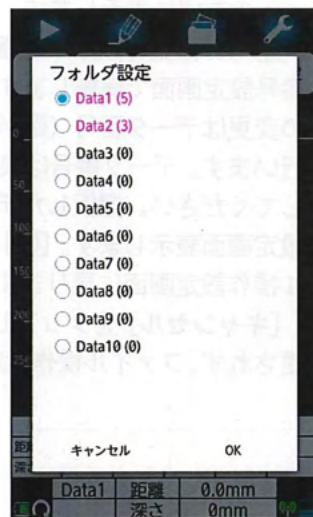 フォルダ設定
Data1 (5)
Data2 (3)
Data3 (0)
Data4 (0)
Data5 (0)
Data6 (0)
Data7 (0)
Data8 (0)
Data9 (0)
Data10 (0)
キャンセル OK
Data1 距離 0.0mm
深さ 0mm